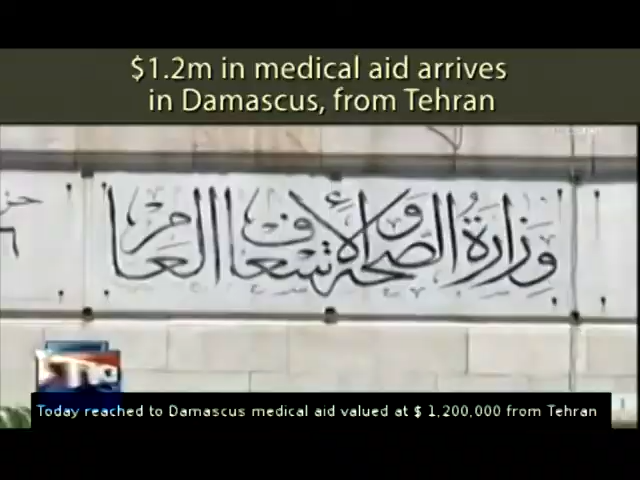 $1.2m in medical aid arrives
in Damascus, from Tehran
وزارة الصحة والإسعاف العام
Today reached to Damascus medical aid valued at $ 1,200,000 from Tehran